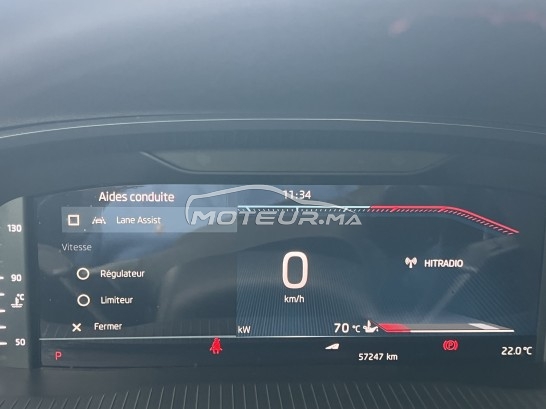 Aides conduite
11:34
Lane Assist
MOTEUR.MA
130
Vitesse
90
Régulateur
0
km/h
HITRADIO
°C
Limiteur
50
Fermer
kW
70 °C
P
57247 km
P
22.0 °C